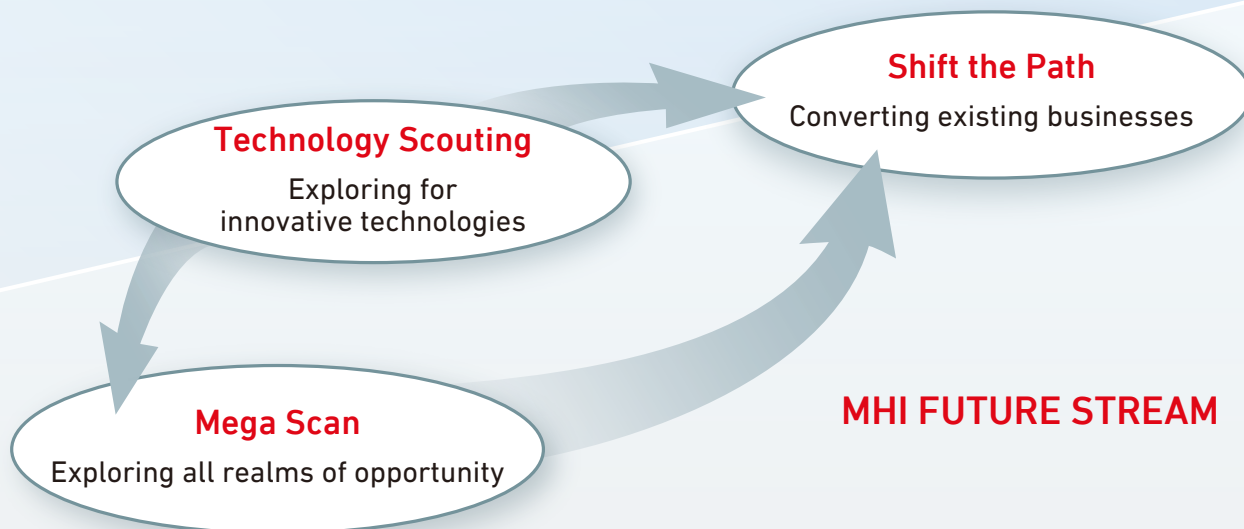 Shift the Path
Converting existing businesses
Technology Scouting
Exploring for
innovative technologies
Mega Scan
Exploring all realms of opportunity
MHI FUTURE STREAM